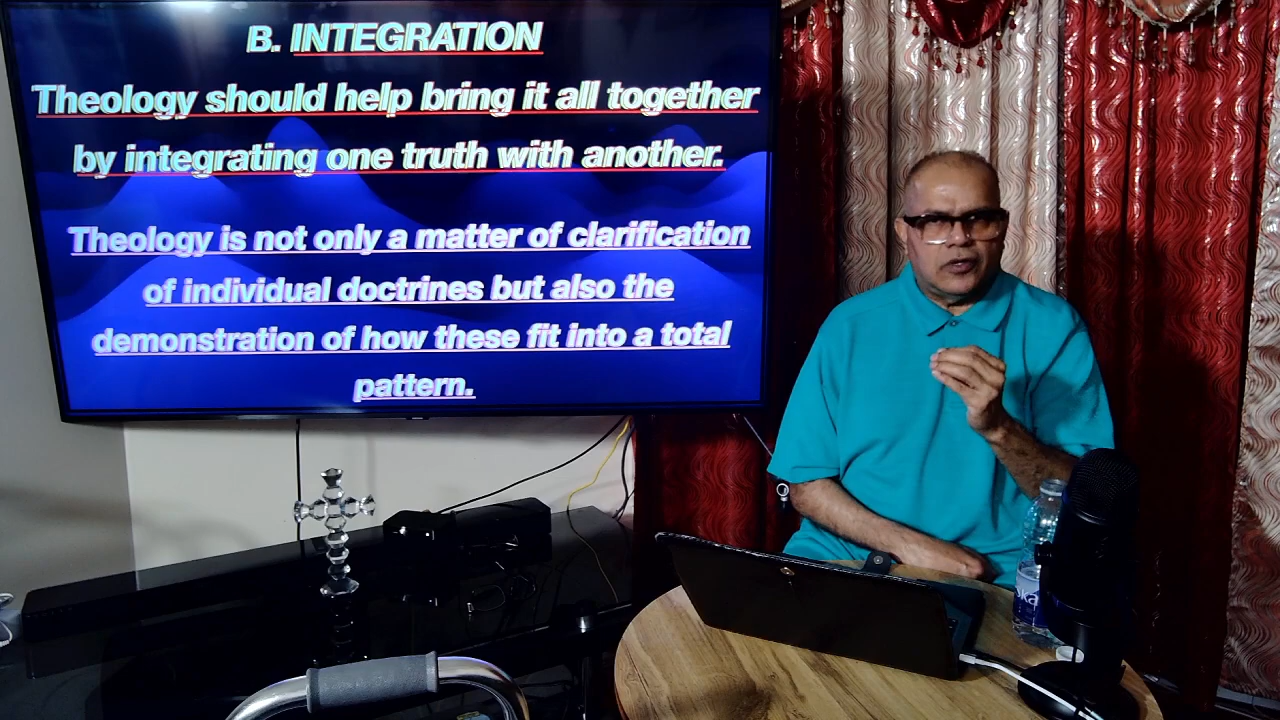 B. INTEGRATION
Theology should help bring it all together
by integrating one truth with another.
Theology is not only a matter of clarification
of individual doctrines but also the
demonstration of how these fit into a total
pattern.